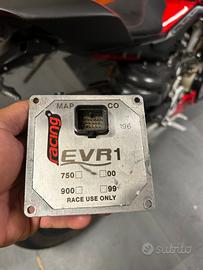 MAP CO
196
racing
EVR1
750 00
900 99
RACE USE ONLY
subito